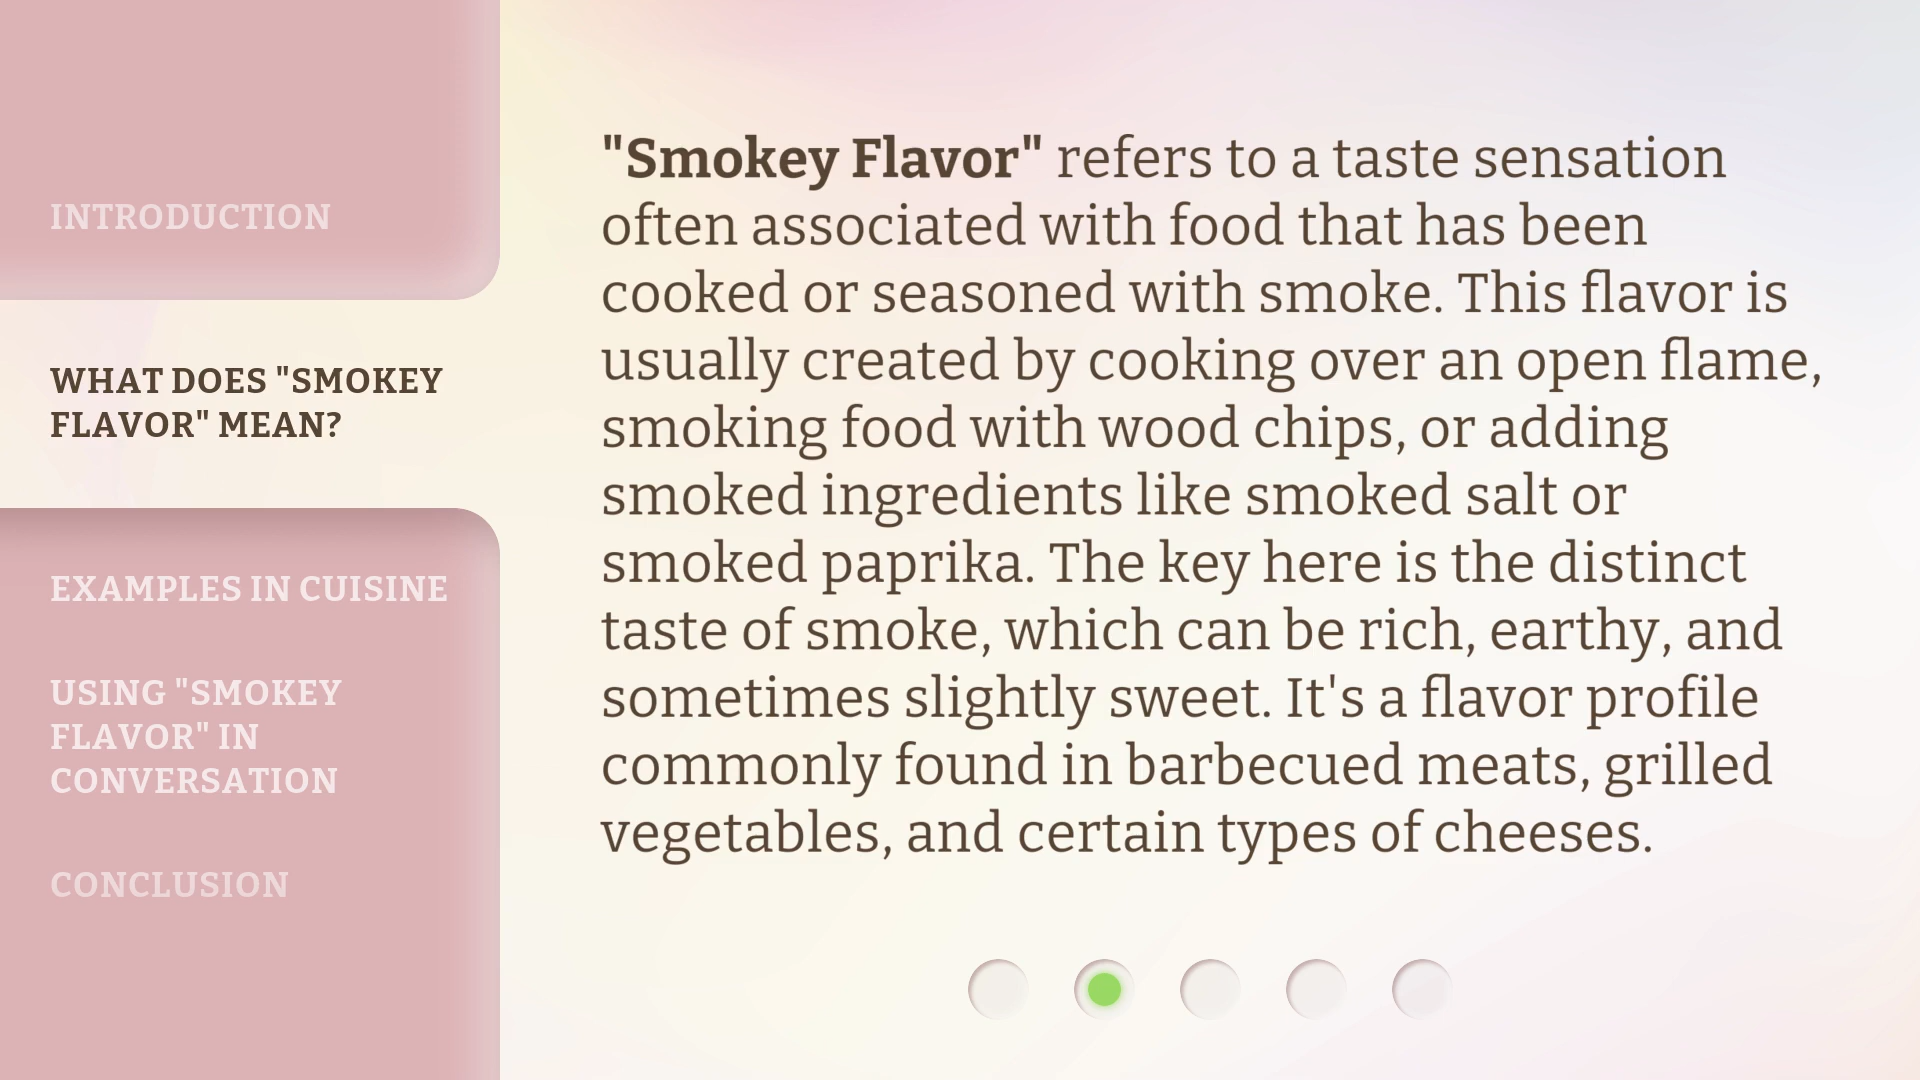 INTRODUCTION
WHAT DOES "SMOKEY
FLAVOR" MEAN?
EXAMPLES IN CUISINE
USING "SMOKEY
FLAVOR" IN
CONVERSATION
CONCLUSION
"Smokey Flavor" refers to a taste sensation
often associated with food that has been
cooked or seasoned with smoke. This flavor is
usually created by cooking over an open flame,
smoking food with wood chips, or adding
smoked ingredients like smoked salt or
smoked paprika. The key here is the distinct
taste of smoke, which can be rich, earthy, and
sometimes slightly sweet. It's a flavor profile
commonly found in barbecued meats, grilled
vegetables, and certain types of cheeses.